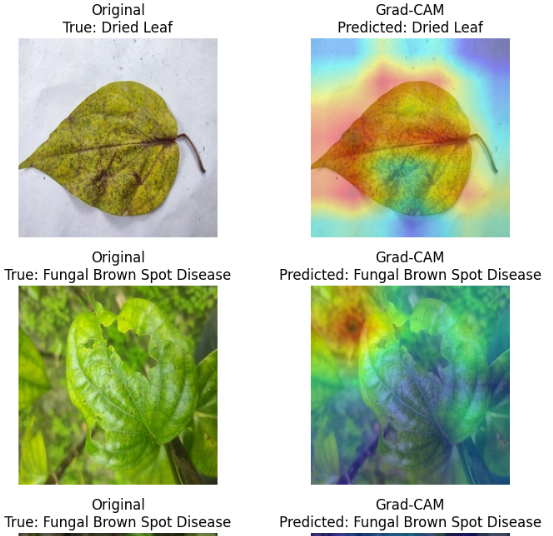 Original
True: Dried Leaf
Grad-CAM
Predicted: Dried Leaf
Original
True: Fungal Brown Spot Disease
Grad-CAM
Predicted: Fungal Brown Spot Disease
Original
True: Fungal Brown Spot Disease
Grad-CAM
Predicted: Fungal Brown Spot Disease